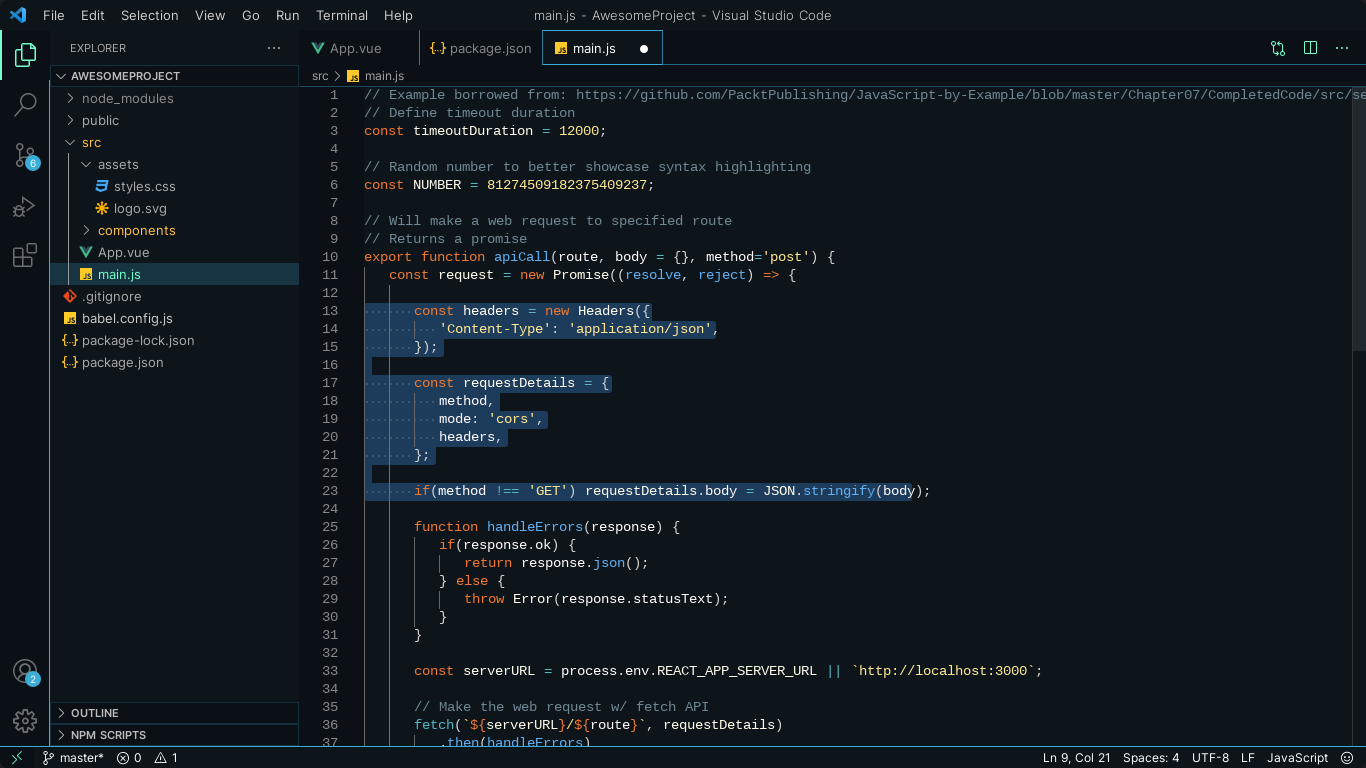 File Edit Selection View Go Run Terminal Help
main.js - AwesomeProject - Visual Studio Code
EXPLORER
AWESOMEPROJECT
node_modules
public
src
assets
styles.css
logo.svg
components
App.vue
main.js
.gitignore
babel.config.js
package-lock.json
package.json
OUTLINE
NPM SCRIPTS
6
2
App.vue {..} package.json JS main.js
src > JS main.js
1 // Example borrowed from: https://github.com/PacktPublishing/JavaScript-by-Example/blob/master/Chapter07/CompletedCode/src/se
2 // Define timeout duration
3 const timeoutDuration = 12000;
4
5 // Random number to better showcase syntax highlighting
6 const NUMBER = 81274509182375409237;
7
8 // Will make a web request to specified route
9 // Returns a promise
10 export function apiCall(route, body = {}, method='post') {
11 const request = new Promise((resolve, reject) => {
12
13 const headers = new Headers({
14 'Content-Type': 'application/json',
15 });
16
17 const requestDetails = {
18 method,
19 mode: 'cors',
20 headers,
21 };
22
23 if(method !== 'GET') requestDetails.body = JSON.stringify(body);
24
25 function handleErrors(response) {
26 if(response.ok) {
27 return response.json();
28 } else {
29 throw Error(response.statusText);
30 }
31 }
32
33 const serverURL = process.env.REACT_APP_SERVER_URL || `http://localhost:3000`;
34
35 // Make the web request w/ fetch API
36 fetch(`${serverURL}/${route}`, requestDetails)
37 .then(handleErrors)
master* 0 1
Ln 9, Col 21 Spaces: 4 UTF-8 LF JavaScript